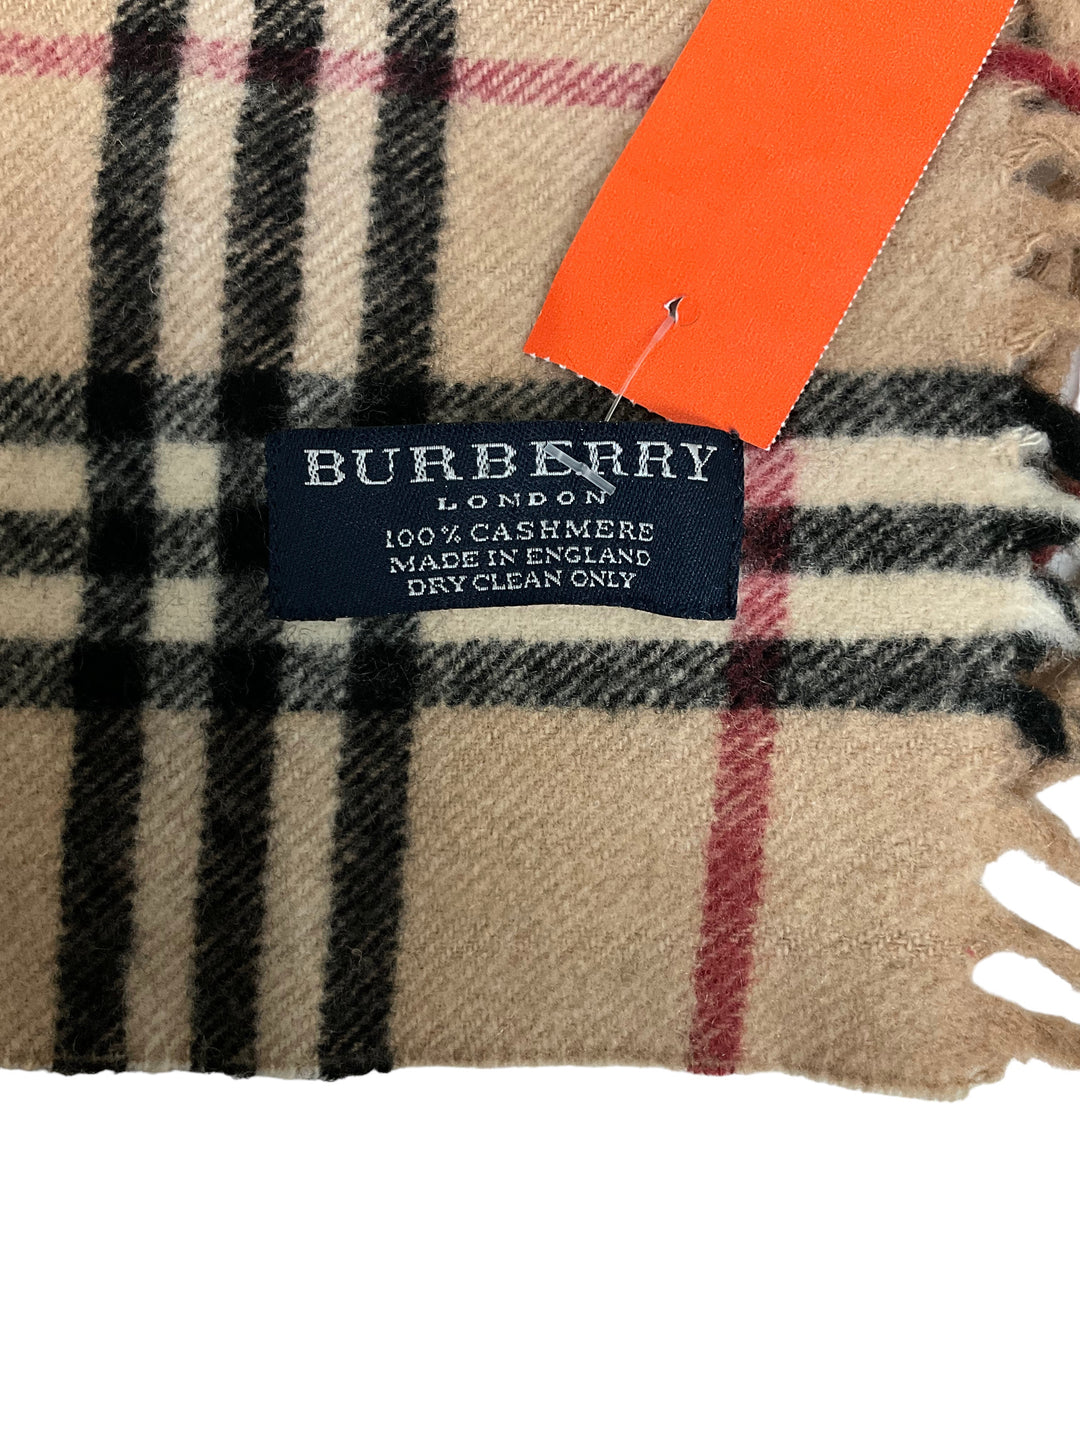 BURBERRY
LONDON
100% CASHMERE
MADE IN ENGLAND
DRY CLEAN ONLY